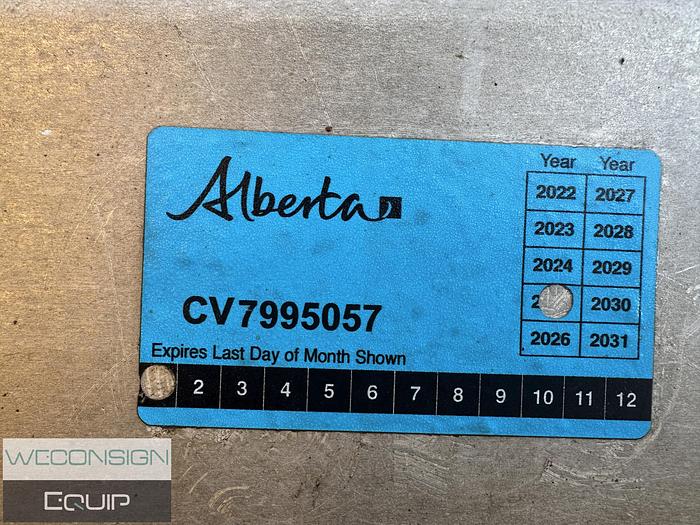 Alberta
Year Year
2022 2027
2023 2028
2024 2029
2 2030
2026 2031
CV7995057
Expires Last Day of Month Shown
2 3 4 5 6 7 8 9 10 11 12
WECONSIGN
EQUIP